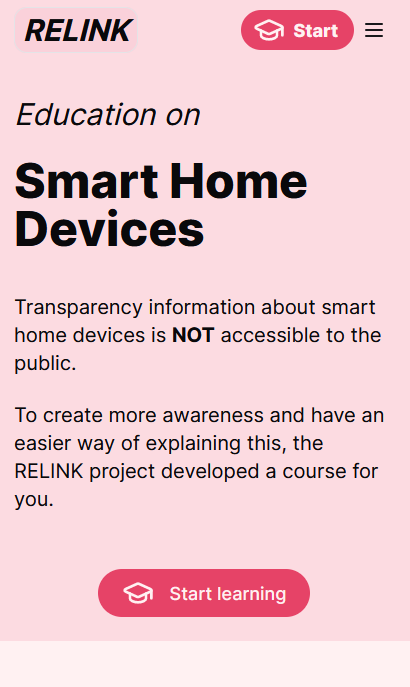 RELINK
Start
Education on
Smart Home
Devices
Transparency information about smart
home devices is NOT accessible to the
public.
To create more awareness and have an
easier way of explaining this, the
RELINK project developed a course for
you.
Start learning